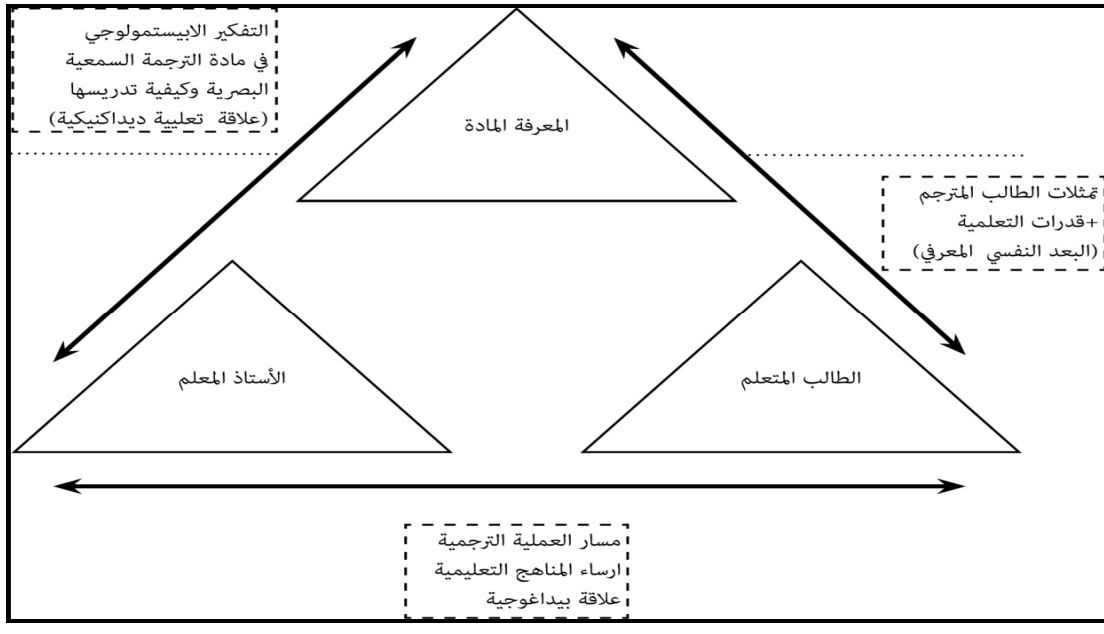 التفكير الابيستمولوجي
في مادة الترجمة السمعية
البصرية وكيفية تدريسها
(علاقة تعليية ديداكتيكية)
المعرفة المادة
تمثلات الطالب المترجم
+قدرات التعلمية
(البعد النفسي المعرفي)
الطالب المتعلم
الأستاذ المعلم
مسار العملية الترجمية
ارساء المناهج التعليمية
علاقة بيداغوجية